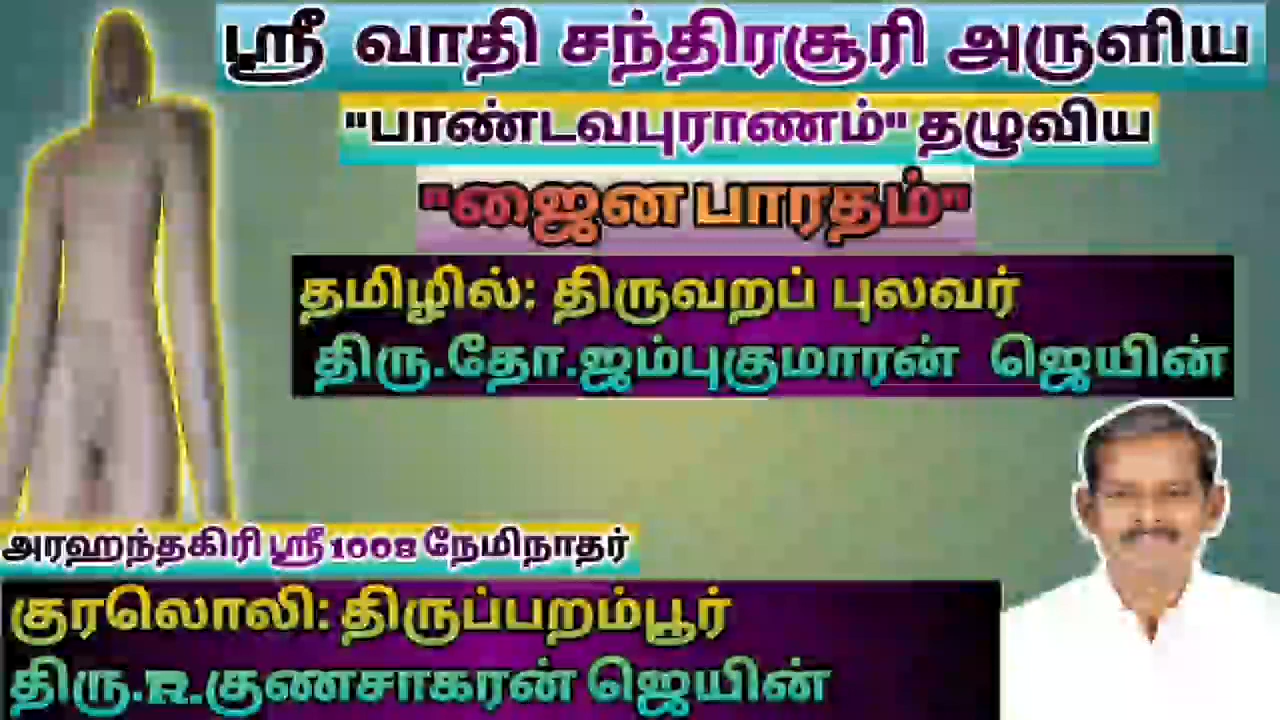 ஸ்ரீ வாதி சந்திரசூரி அருளிய
"பாண்டவபுராணம்" தழுவிய
"ஜைன பாரதம்"
தமிழில்: திருவறப் புலவர்
திரு.தோ.ஜம்புகுமாரன் ஜெயின்
அரஹந்தகிரி ஸ்ரீ 1008 நேமிநாதர்
குரலொலி: திருப்பறம்பூர்
திரு.R.குணசாகரன் ஜெயின்